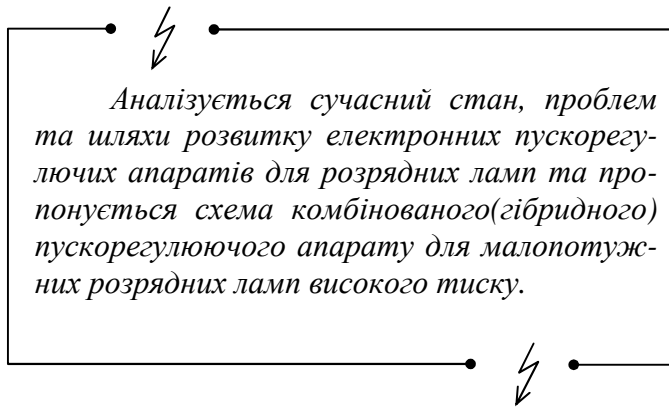 Аналізується сучасний стан, проблем
та шляхи розвитку електронних пускорегу-
лючих апаратів для розрядних ламп та про-
понується схема комбінованого(гібридного)
пускорегулюючого апарату для малопотуж-
них розрядних ламп високого тиску.